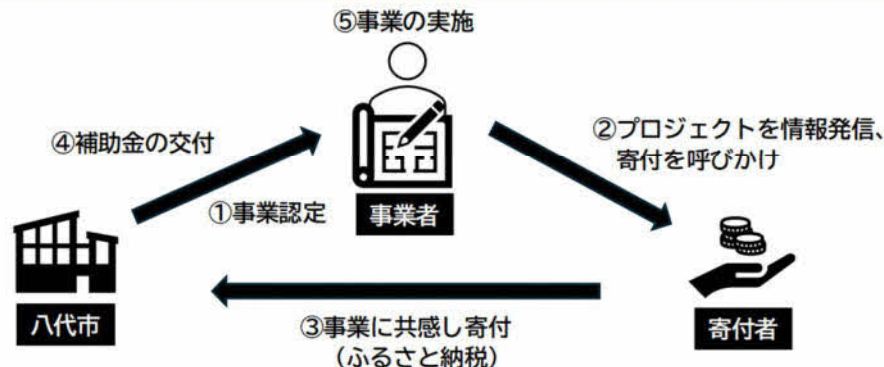 ⑤事業の実施
④補助金の交付
②プロジェクトを情報発信、
寄付を呼びかけ
①事業認定
事業者
八代市
③事業に共感し寄付
（ふるさと納税）
寄付者